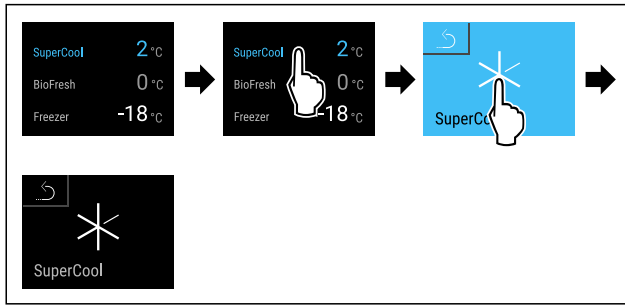 SuperCool 2 °C
BioFresh 0 °C
Freezer -18 °C
SuperCool 2 °C
BioFresh 0 °C
Freezer -18 °C
SuperCo
SuperCool